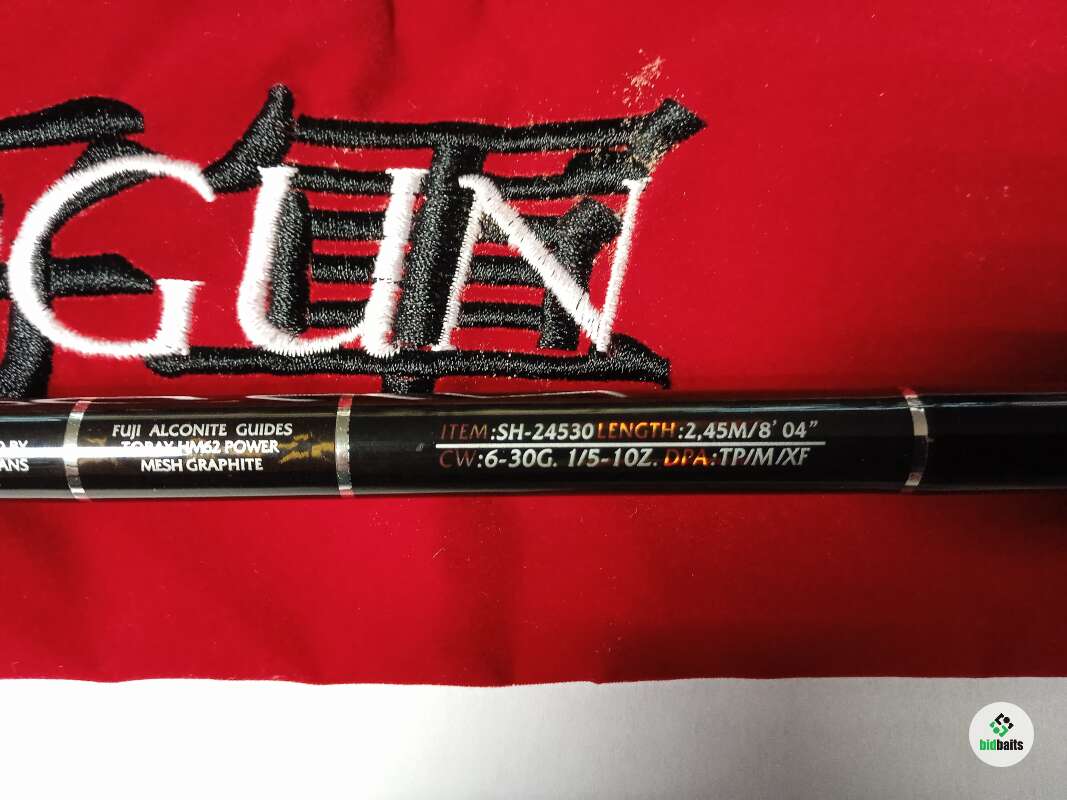 GUN
FUJI ALCONITE GUIDES
TORAY HM62 POWER
MESH GRAPHITE
ITEM:SH-24530 LENGTH:2,45M/8' 04"
CW:6-30G. 1/5-1OZ. DPA:TP/M/XF
bidbaits